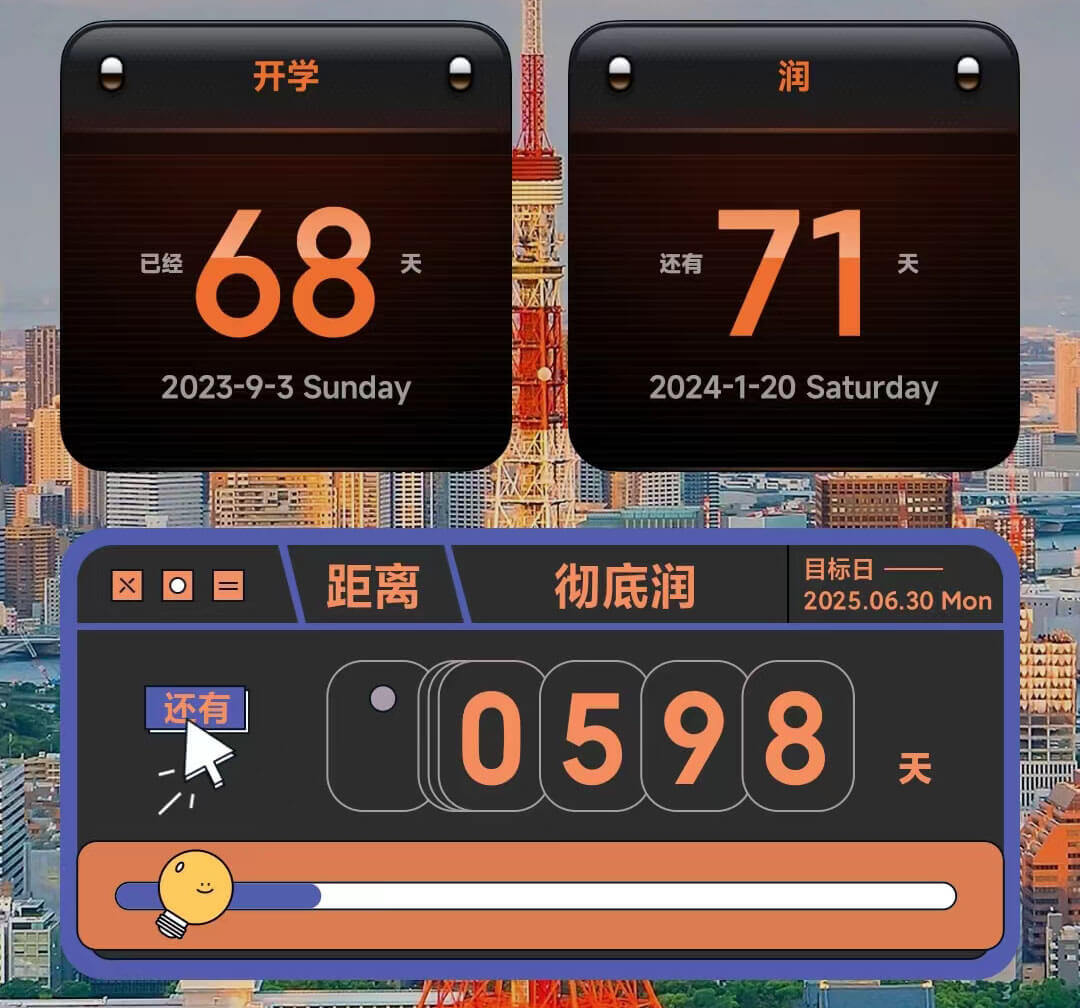 开学
已经 68 天
2023-9-3 Sunday
润
还有 71 天
2024-1-20 Saturday
距离 彻底润
目标日
2025.06.30 Mon
还有 0598 天